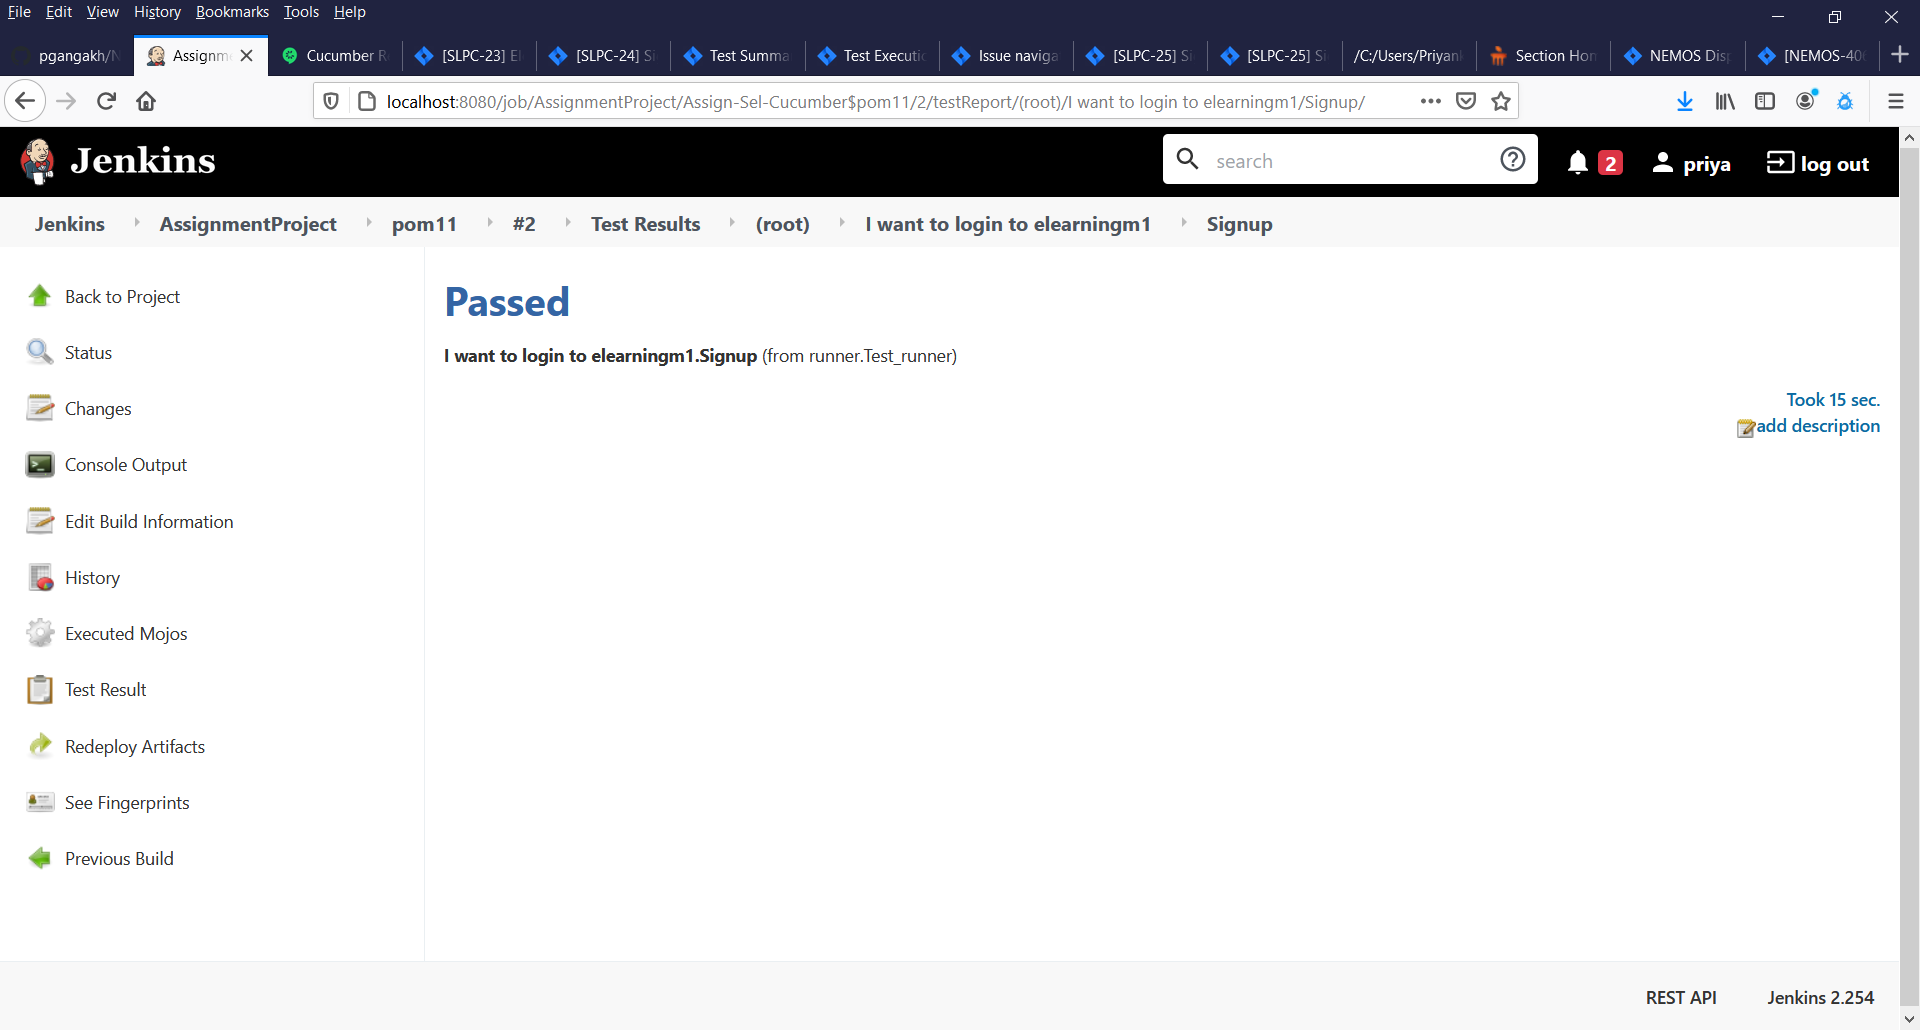 File Edit View History Bookmarks Tools Help
pgangakh/N Assignm Cucumber R [SLPC-23] El [SLPC-24] Si Test Summa Test Executi Issue naviga [SLPC-25] Si [SLPC-25] Si /C:/Users/Priyan Section Hon NEMOS Disp [NEMOS-40
localhost:8080/job/AssignmentProject/Assign-Sel-Cucumber$pom11/2/testReport/(root)/I want to login to elearningm1/Signup/
Jenkins search 2 priya log out
Jenkins AssignmentProject pom11 #2 Test Results (root) I want to login to elearningm1 Signup
Back to Project
Status
Changes
Console Output
Edit Build Information
History
Executed Mojos
Test Result
Redeploy Artifacts
See Fingerprints
Previous Build
Passed
I want to login to elearningm1.Signup (from runner.Test_runner)
Took 15 sec.
add description
REST API Jenkins 2.254